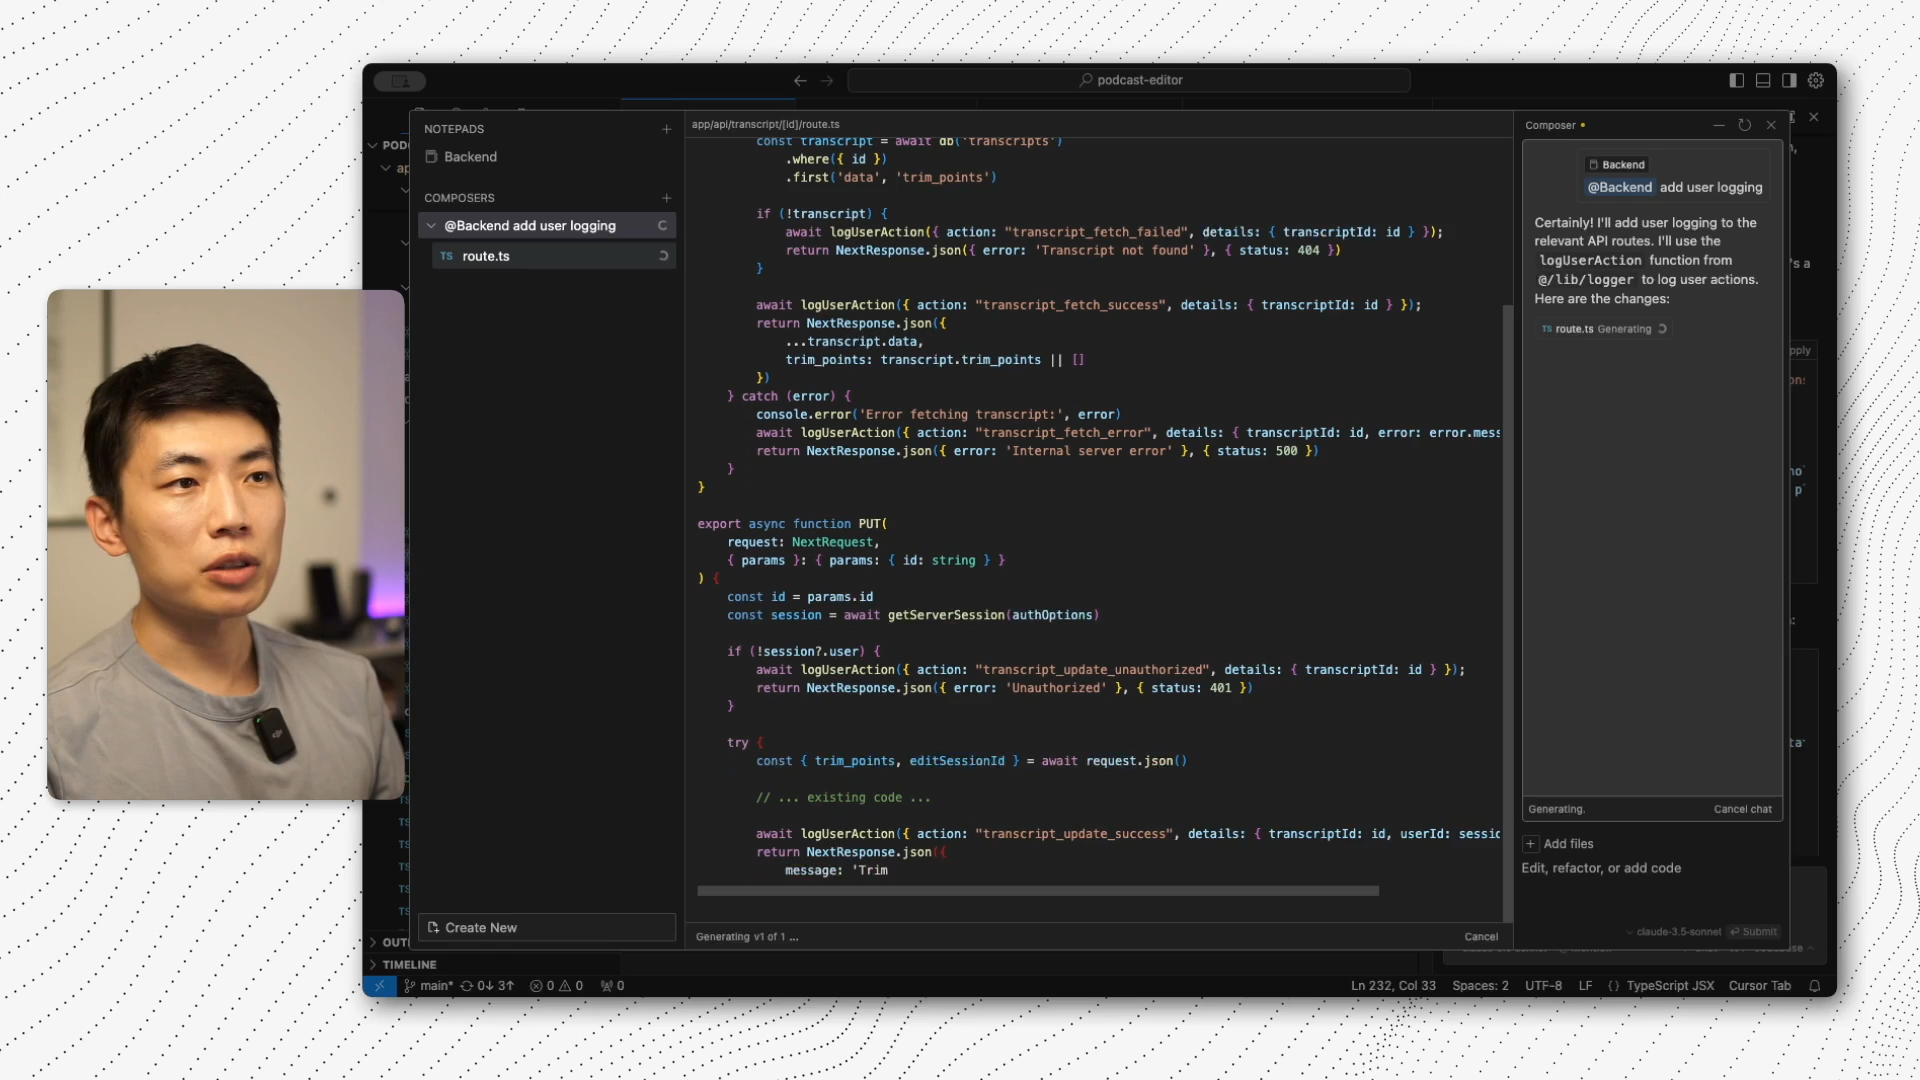 podcast-editor
NOTEPADS
Backend
COMPOSERS
@Backend add user logging
TS route.ts
Create New
TIMELINE
app/api/transcript/[id]/route.ts
const transcript = await db('transcripts')
.where({ id })
.first('data', 'trim_points')
if (!transcript) {
await logUserAction({ action: "transcript_fetch_failed", details: { transcriptId: id } });
return NextResponse.json({ error: 'Transcript not found' }, { status: 404 })
}
await logUserAction({ action: "transcript_fetch_success", details: { transcriptId: id } });
return NextResponse.json({
...transcript.data,
trim_points: transcript.trim_points || []
})
} catch (error) {
console.error('Error fetching transcript:', error)
await logUserAction({ action: "transcript_fetch_error", details: { transcriptId: id, error: error.mess
return NextResponse.json({ error: 'Internal server error' }, { status: 500 })
}
}
export async function PUT(
request: NextRequest,
{ params }: { params: { id: string } }
) {
const id = params.id
const session = await getServerSession(authOptions)
if (!session?.user) {
await logUserAction({ action: "transcript_update_unauthorized", details: { transcriptId: id } });
return NextResponse.json({ error: 'Unauthorized' }, { status: 401 })
}
try {
const { trim_points, editSessionId } = await request.json()
// ... existing code ...
await logUserAction({ action: "transcript_update_success", details: { transcriptId: id, userId: sessio
return NextResponse.json({
message: 'Trim
Generating v1 of 1 ...
Cancel
Composer
Backend
@Backend add user logging
Certainly! I'll add user logging to the
relevant API routes. I'll use the
logUserAction function from
@/lib/logger to log user actions.
Here are the changes:
TS route.ts Generating
Generating.
Cancel chat
+ Add files
Edit, refactor, or add code
claude-3.5-sonnet
Submit
main* 0↓ 3↑ 0 0 0
Ln 232, Col 33 Spaces: 2 UTF-8 LF {} TypeScript JSX Cursor Tab